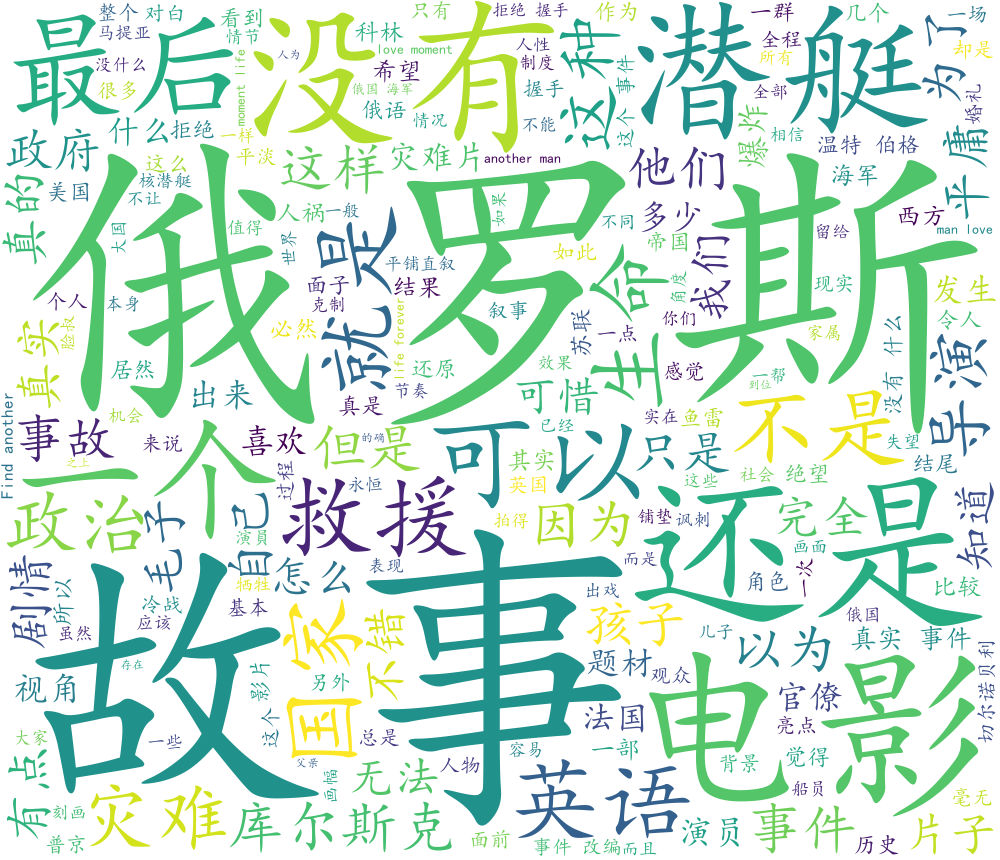 整个 对白
马提亚
最后
没什么
很多
政府
什么
拒绝
没有
看到
情节
科林
只有
拒绝 握手
love moment
人性
制度
希望
人为
moment life
俄国 海军
俄语
握手
情况
不能
这种
作为
事件
这个
潜艇
一群
几个
全程
所有
全部
爆炸
相信
温特 伯格
为了
一场
却是
婚礼
平庸
真的
美国
这么
核潜艇
不让
一样
平淡
这样
灾难片
another man
他们
海军
man love
大国
值得
人祸
一般
如果
不同
多少
西方
留给
俄罗斯
世界
就是
平铺直叙
如此
生命
帝国
角度
我们
个人
本身
面子
克制
结果
叙事
现实
发生
真实
脸叔
必然
life forever
苏联
一点
你们
家属
令人
居然
还原
效果
感觉
一帮
到位
没有 什么
导演
出来
节奏
可惜
机会
真是
已经
实在
鱼雷
失望
Find another
事故
来说
喜欢
但是
的确
可以
只是
不是
结尾
之上
一个
过程
永恒
其实
英国
社会
这些
绝望
政治
毛子
自己
救援
拍得
因为
铺垫
讽刺
完全
还是
知道
演員
画面
剧情
所以
冷战
应该
牺牲
怎么
表现
而是
角色
一次
比较
虽然
基本
出戏
俄国
故事
存在
国家
不错
孩子
儿子
以为
真实 事件
视角
另外
题材
观众
官僚
切尔诺贝利
这个
影片
法国
亮点
大家
一些
总是
容易
一部
电影
背景
觉得
有点
父亲
画幅
无法
人物
英语
船员
毫无
刻画
灾难
普京
库尔斯克
面前
事件 改编
而且
演员
事件
历史
片子